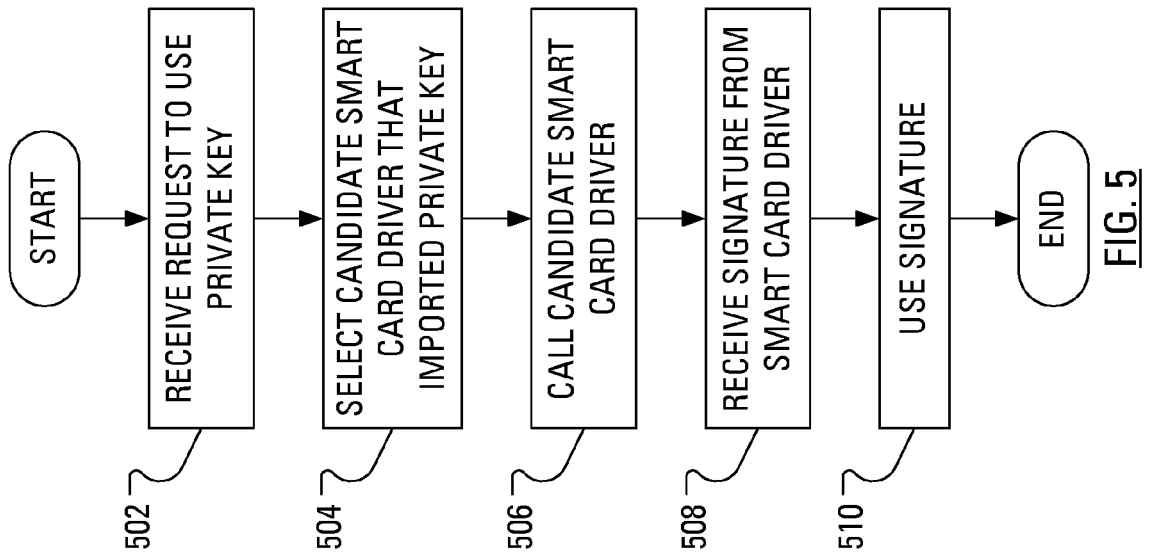 START
RECEIVE REQUEST TO USE
PRIVATE KEY
502
SELECT CANDIDATE SMART
CARD DRIVER THAT
IMPORTED PRIVATE KEY
504
CALL CANDIDATE SMART
CARD DRIVER
506
RECEIVE SIGNATURE FROM
SMART CARD DRIVER
508
USE SIGNATURE
510
END
FIG. 5